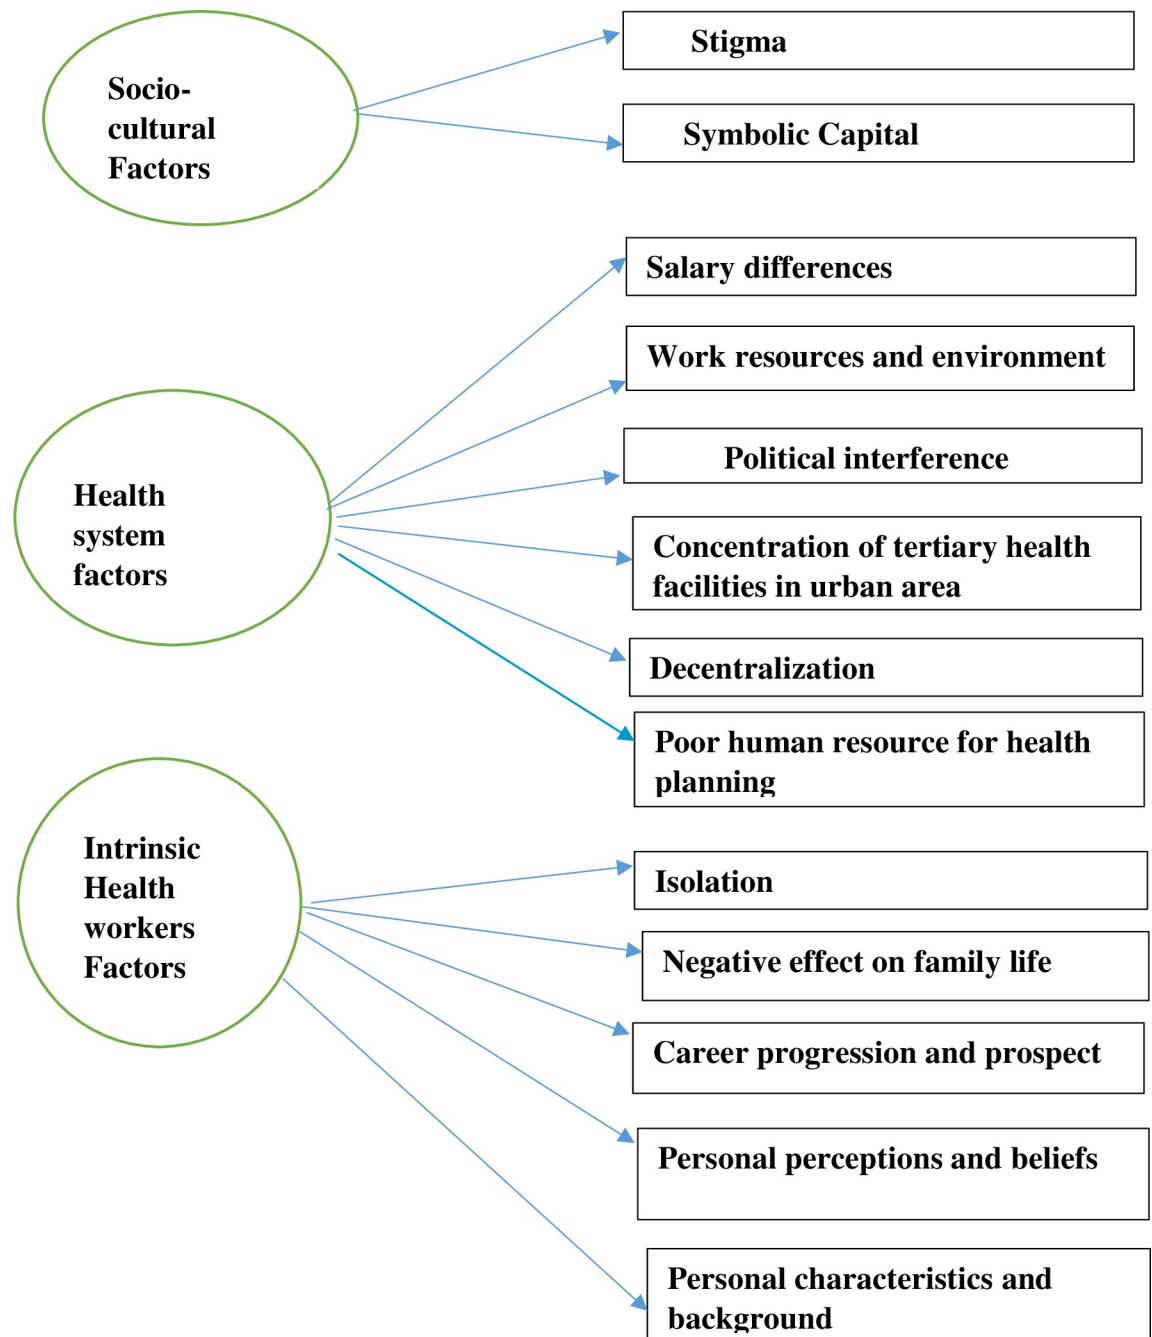 Socio-
cultural
Factors
Stigma
Symbolic Capital
Health
system
factors
Salary differences
Work resources and environment
Political interference
Concentration of tertiary health
facilities in urban area
Decentralization
Poor human resource for health
planning
Intrinsic
Health
workers
Factors
Isolation
Negative effect on family life
Career progression and prospect
Personal perceptions and beliefs
Personal characteristics and
background